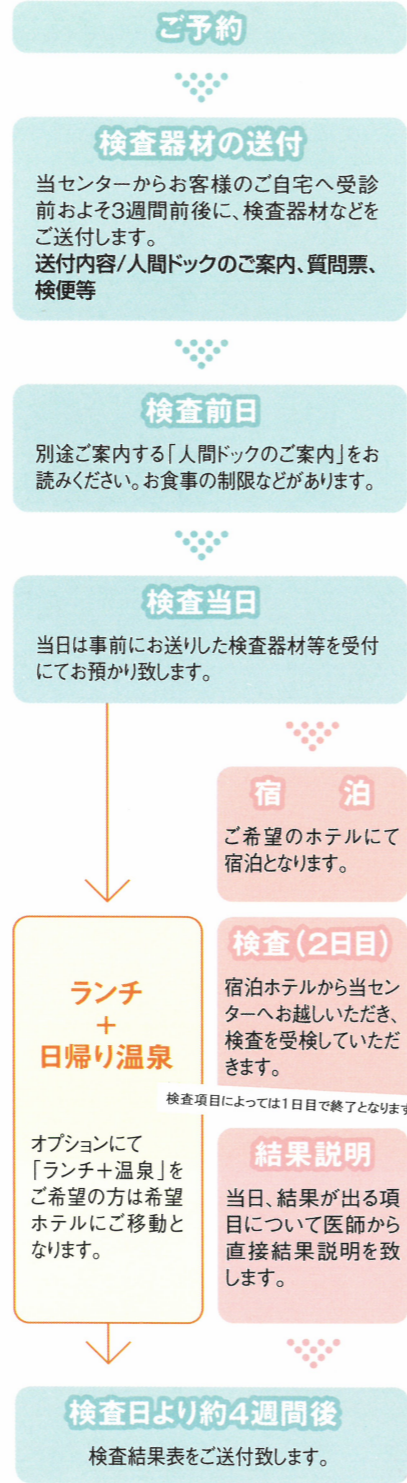 ご予約
検査器材の送付
当センターからお客様のご自宅へ受診
前およそ3週間前後に、検査器材などを
ご送付します。
送付内容/人間ドックのご案内、質問票、
検便等
検査前日
別途ご案内する「人間ドックのご案内」をお
読みください。お食事の制限などがあります。
検査当日
当日は事前にお送りした検査器材等を受付
にてお預かり致します。
宿 泊
ご希望のホテルにて
宿泊となります。
検査(2日目)
宿泊ホテルから当セン
ターへお越しいただき、
検査を受検していただ
きます。
検査項目によっては1日目で終了となります
ランチ
+
日帰り温泉
オプションにて
「ランチ+温泉」を
ご希望の方は希望
ホテルにご移動と
なります。
結果説明
当日、結果が出る項
目について医師から
直接結果説明を致
します。
検査日より約4週間後
検査結果表をご送付致します。